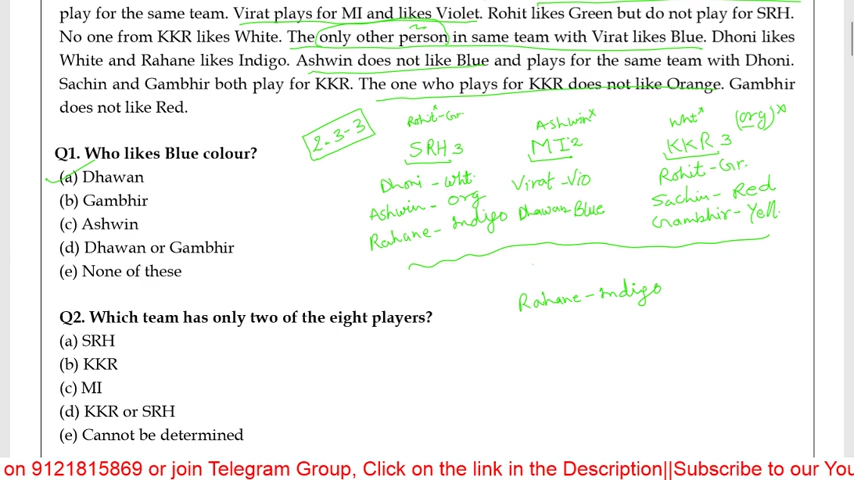 play for the same team. Virat plays for MI and likes Violet. Rohit likes Green but do not play for SRH.
No one from KKR likes White. The only other person in same team with Virat likes Blue. Dhoni likes
White and Rahane likes Indigo. Ashwin does not like Blue and plays for the same team with Dhoni.
Sachin and Gambhir both play for KKR. The one who plays for KKR does not like Orange. Gambhir
does not like Red.
2-3-3
Rohit-Gr x
Ashwin x
Wht x
(org) x
SRH 3
MI 2
KKR 3
Dhoni - Wht
Virat - Vio
Rohit - Gr.
Ashwin - Org
Sachin - Red
Rahane - Indigo
Dhawan Blue
Gambhir - Yell.
Rahane - Indigo
Q1. Who likes Blue colour?
(a) Dhawan
(b) Gambhir
(c) Ashwin
(d) Dhawan or Gambhir
(e) None of these
Q2. Which team has only two of the eight players?
(a) SRH
(b) KKR
(c) MI
(d) KKR or SRH
(e) Cannot be determined
on 9121815869 or join Telegram Group, Click on the link in the Description||Subscribe to our You